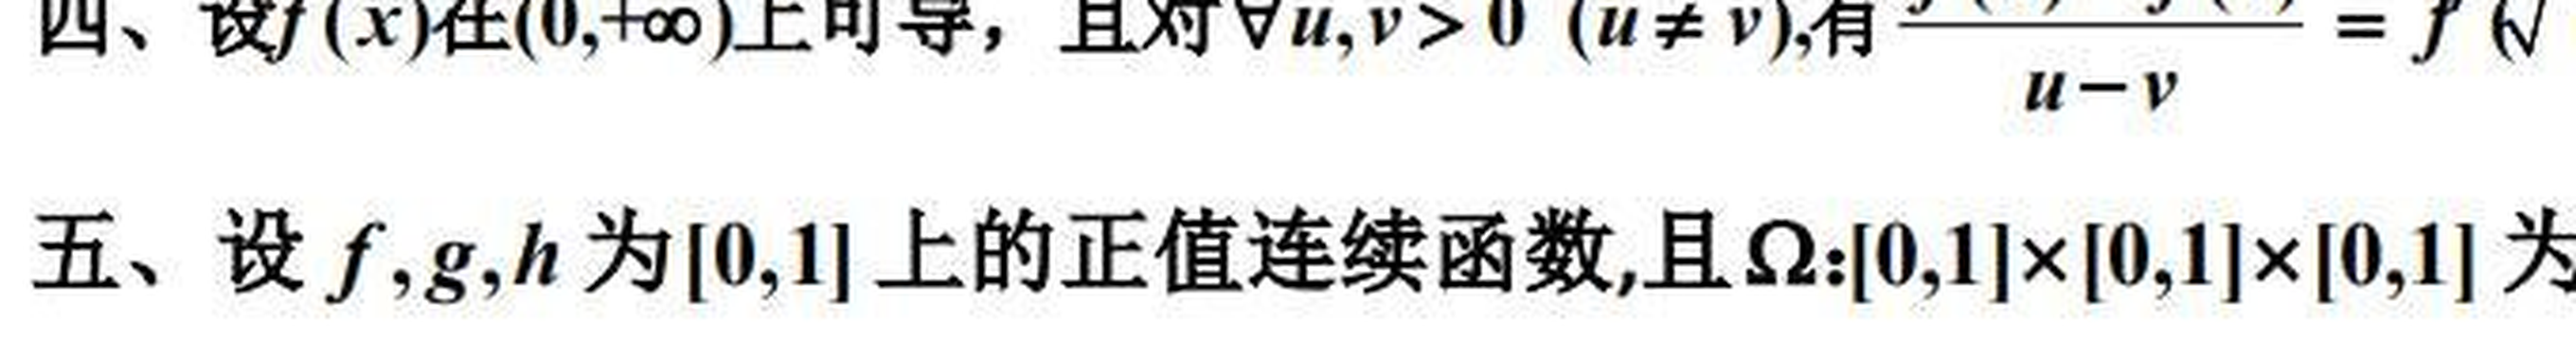 四、设f(x)在(0,+∞)上可导，且对∀u,v>0 (u≠v),有 u-v = f'(√
五、设 f,g,h 为[0,1] 上的正值连续函数,且Ω:[0,1]×[0,1]×[0,1] 为